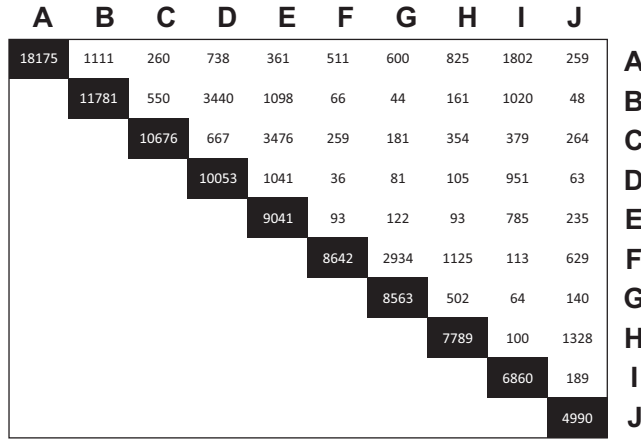 A B C D E F G H I J
18175 1111 260 738 361 511 600 825 1802 259 A
11781 550 3440 1098 66 44 161 1020 48 B
10676 667 3476 259 181 354 379 264 C
10053 1041 36 81 105 951 63 D
9041 93 122 93 785 235 E
8642 2934 1125 113 629 F
8563 502 64 140 G
7789 100 1328 H
6860 189 I
4990 J